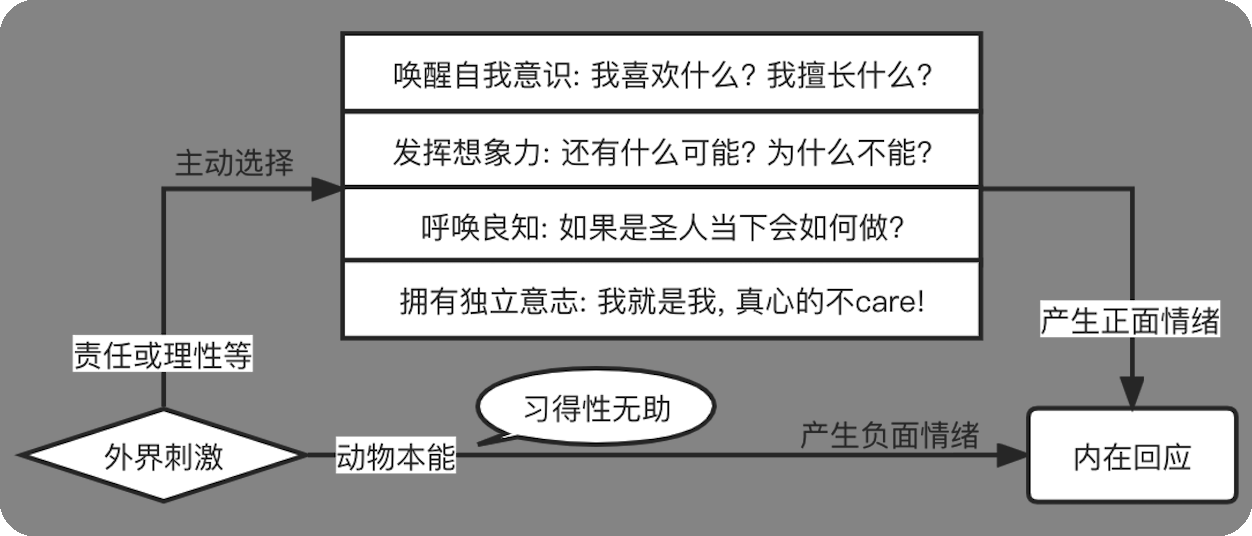 唤醒自我意识: 我喜欢什么? 我擅长什么?
发挥想象力: 还有什么可能? 为什么不能?
主动选择
呼唤良知: 如果是圣人当下会如何做?
拥有独立意志: 我就是我, 真心的不care!
产生正面情绪
责任或理性等
习得性无助
产生负面情绪
外界刺激
动物本能
内在回应